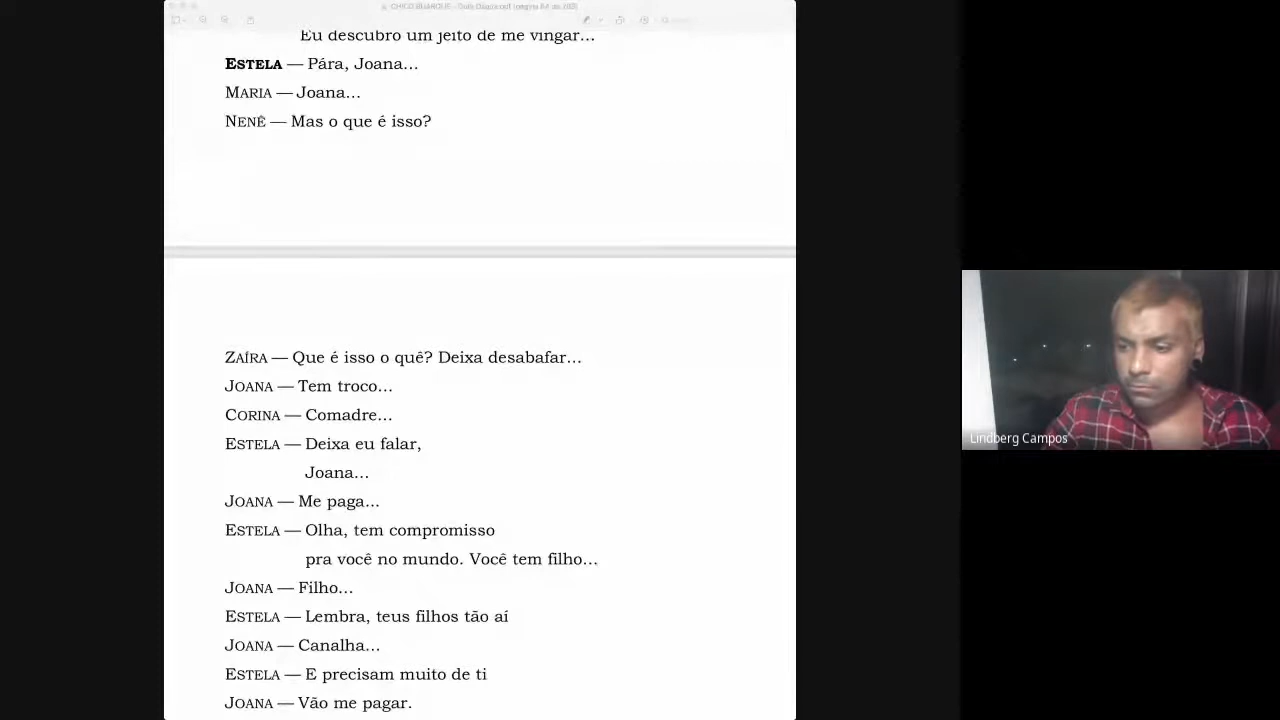 Eu descubro um jeito de me vingar...
ESTELA — Pára, Joana...
MARIA — Joana...
NENÊ — Mas o que é isso?
ZAÍRA — Que é isso o quê? Deixa desabafar...
JOANA — Tem troco...
CORINA — Comadre...
ESTELA — Deixa eu falar,
Joana...
JOANA — Me paga...
ESTELA — Olha, tem compromisso
pra você no mundo. Você tem filho...
JOANA — Filho...
ESTELA — Lembra, teus filhos tão aí
JOANA — Canalha...
ESTELA — E precisam muito de ti
JOANA — Vão me pagar.
Lindberg Campos